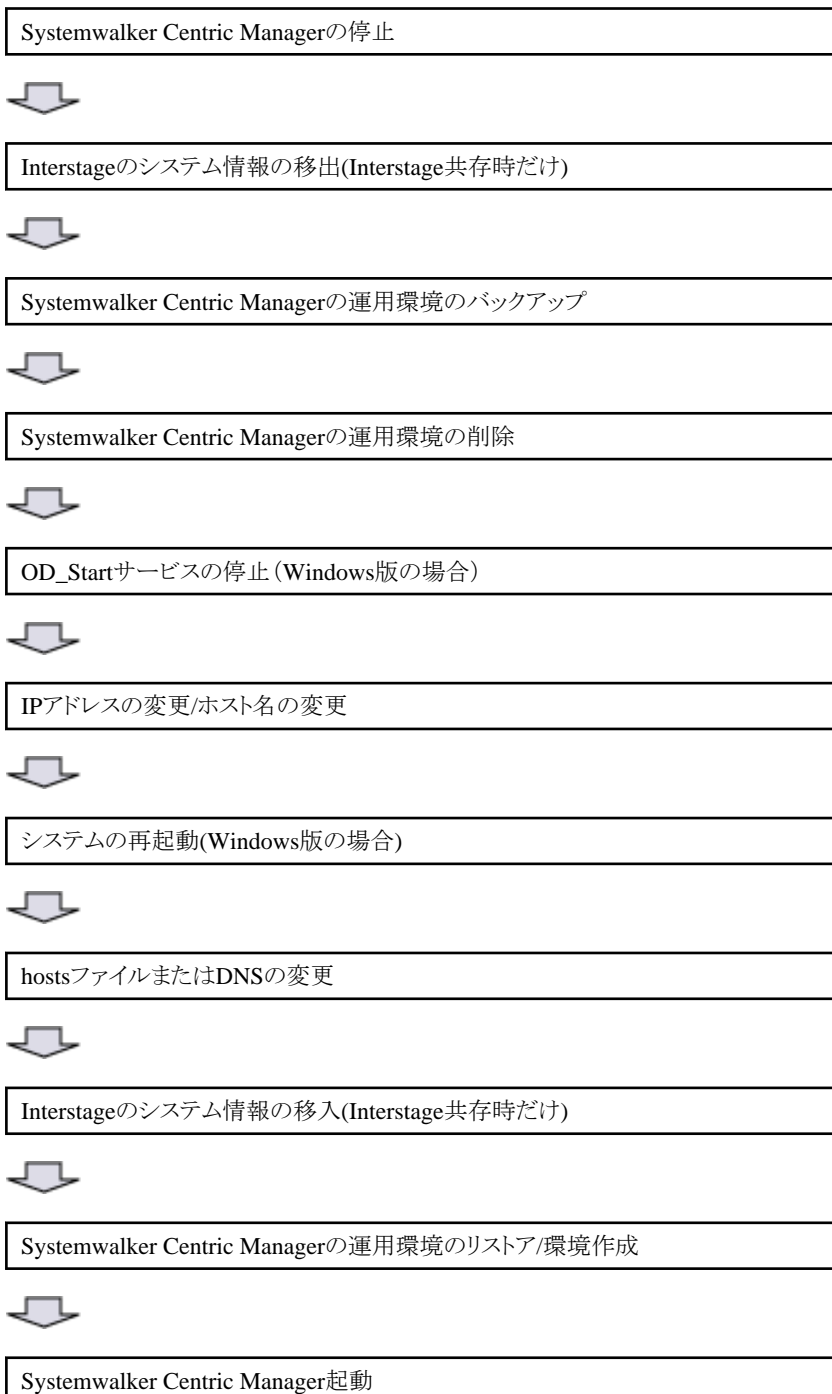 Systemwalker Centric Managerの停止
Interstageのシステム情報の移出(Interstage共存時だけ)
Systemwalker Centric Managerの運用環境のバックアップ
Systemwalker Centric Managerの運用環境の削除
OD_Startサービスの停止（Windows版の場合）
IPアドレスの変更/ホスト名の変更
システムの再起動(Windows版の場合)
hostsファイルまたはDNSの変更
Interstageのシステム情報の移入(Interstage共存時だけ)
Systemwalker Centric Managerの運用環境のリストア/環境作成
Systemwalker Centric Manager起動